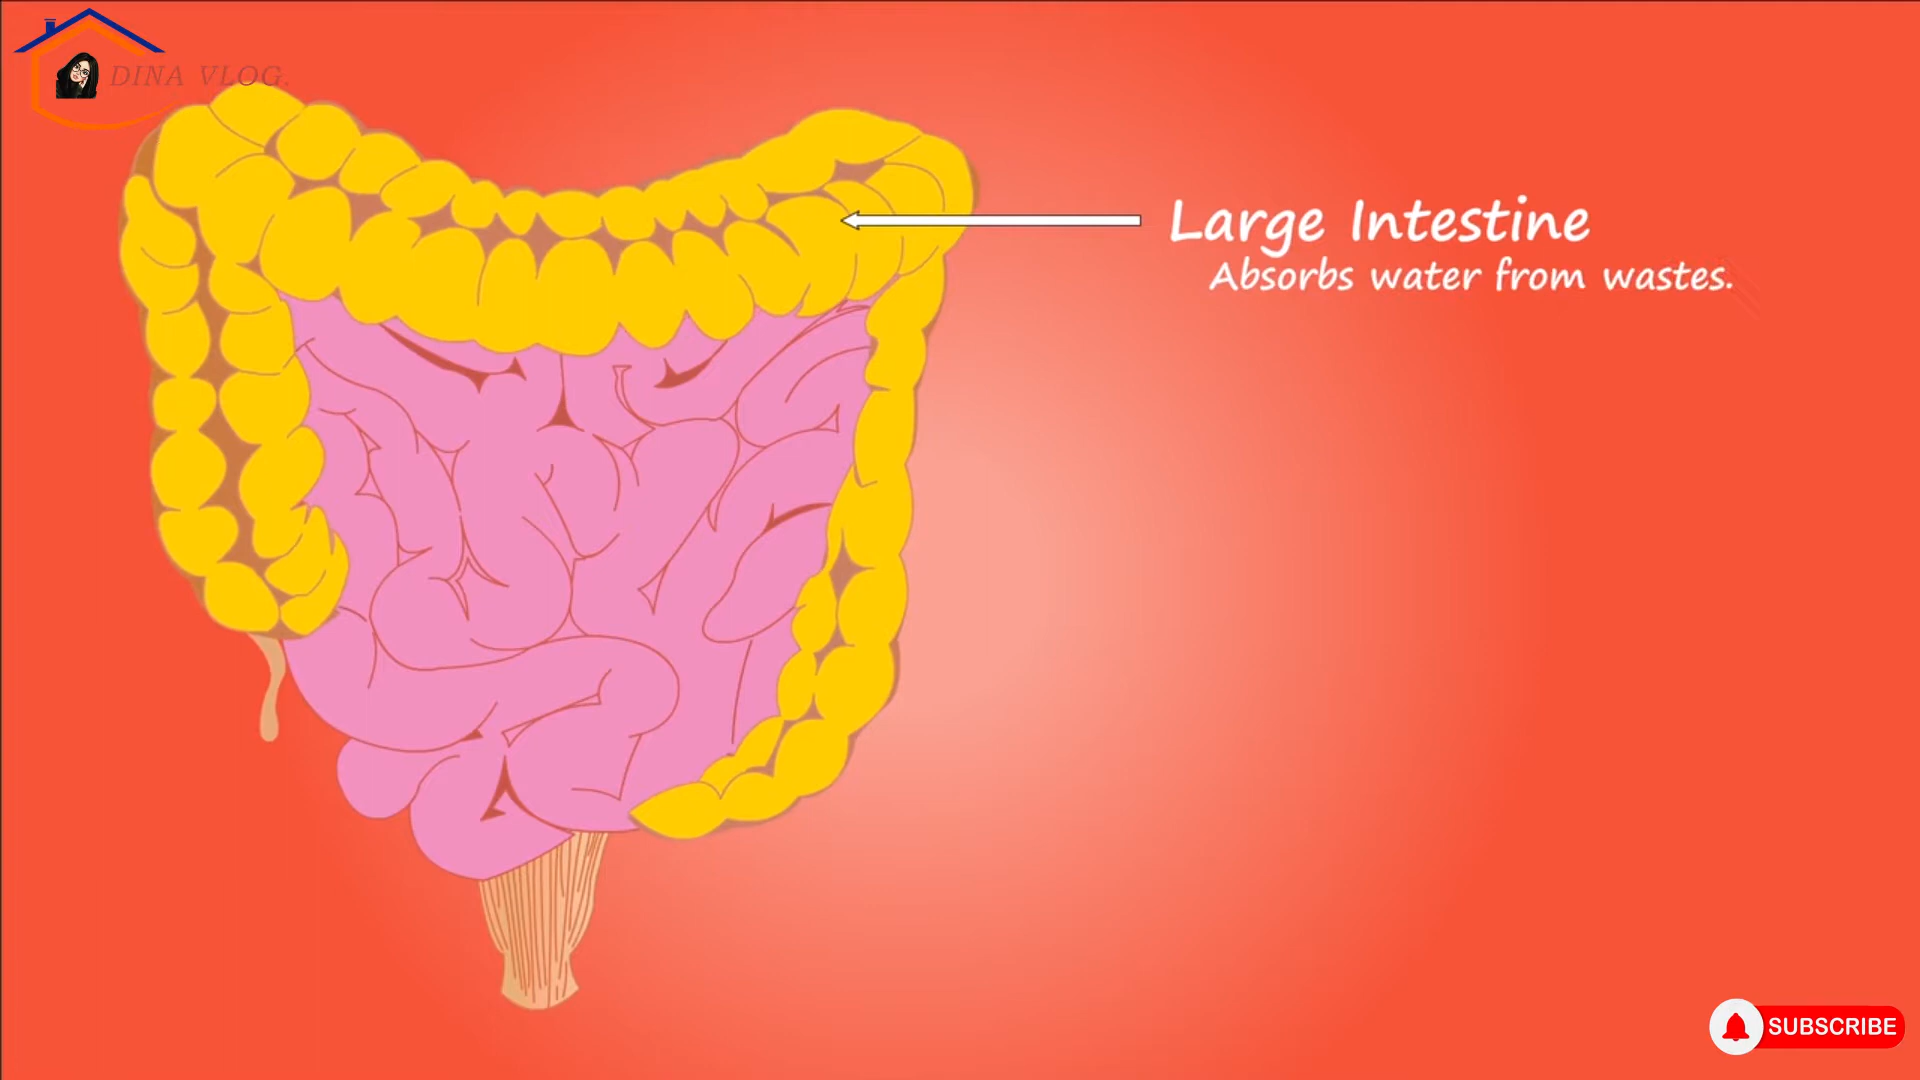 DINA VLOG.
Large Intestine
Absorbs water from wastes.
SUBSCRIBE